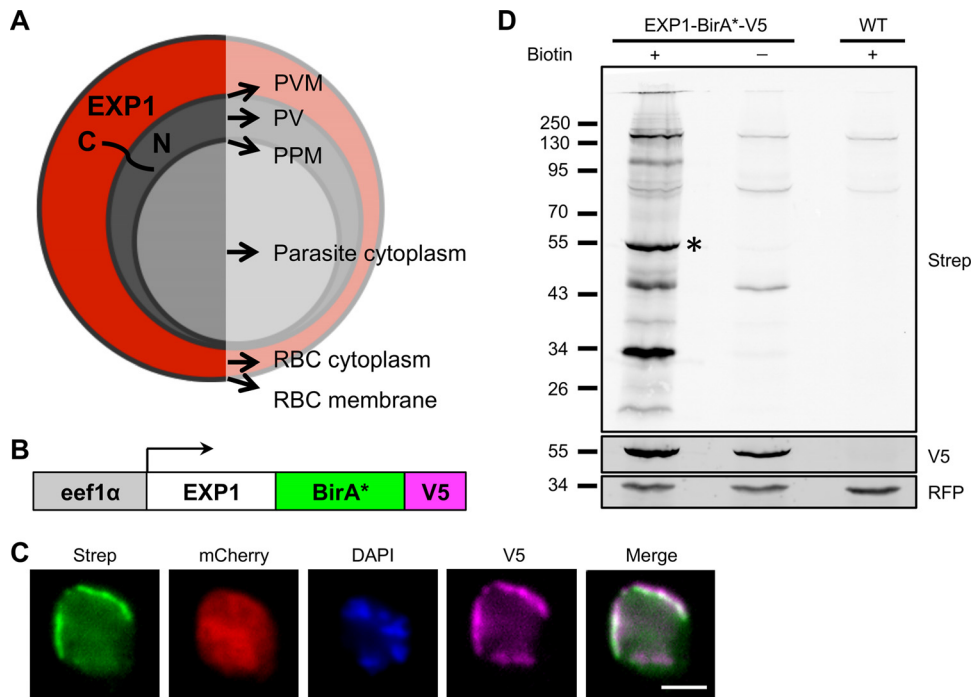 A
EXP1
C
N
PVM
PV
PPM
Parasite cytoplasm
RBC cytoplasm
RBC membrane
B
eef1α EXP1 BirA* V5
C
Strep mCherry DAPI V5 Merge
D
EXP1-BirA*-V5 WT
Biotin + – +
250
130
95
70
55
*
43
34
26
Strep
55
V5
34
RFP